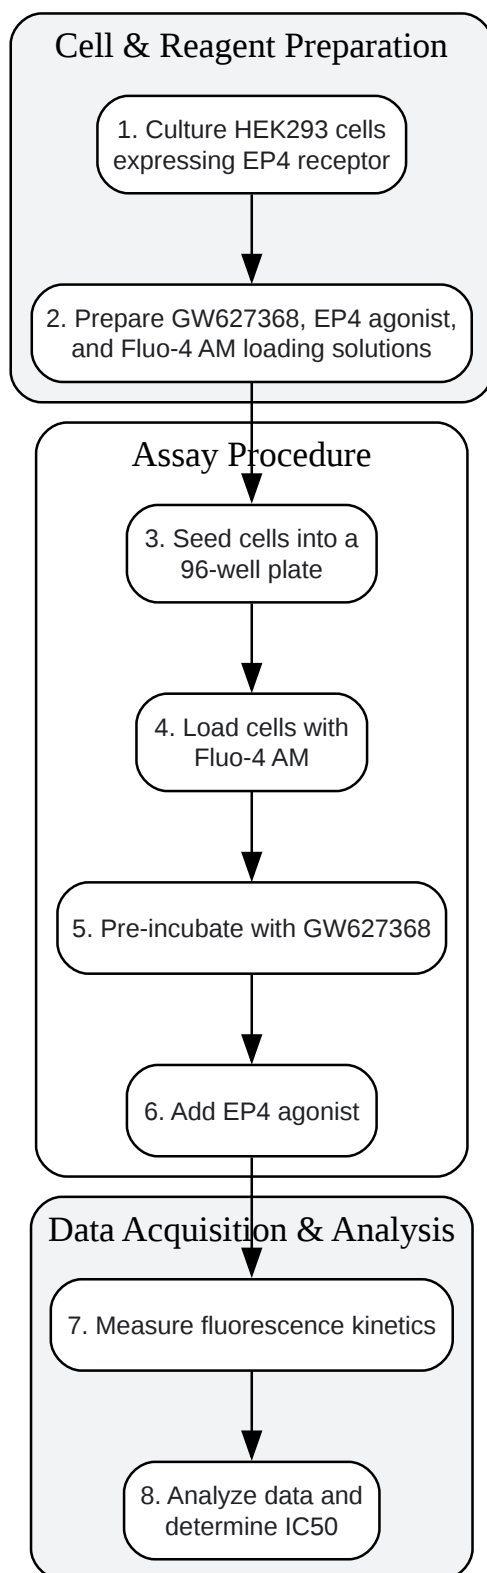 Cell & Reagent Preparation
1. Culture HEK293 cells
expressing EP4 receptor
2. Prepare GW627368, EP4 agonist,
and Fluo-4 AM loading solutions
Assay Procedure
3. Seed cells into a
96-well plate
4. Load cells with
Fluo-4 AM
5. Pre-incubate with GW627368
6. Add EP4 agonist
Data Acquisition & Analysis
7. Measure fluorescence kinetics
8. Analyze data and
determine IC50